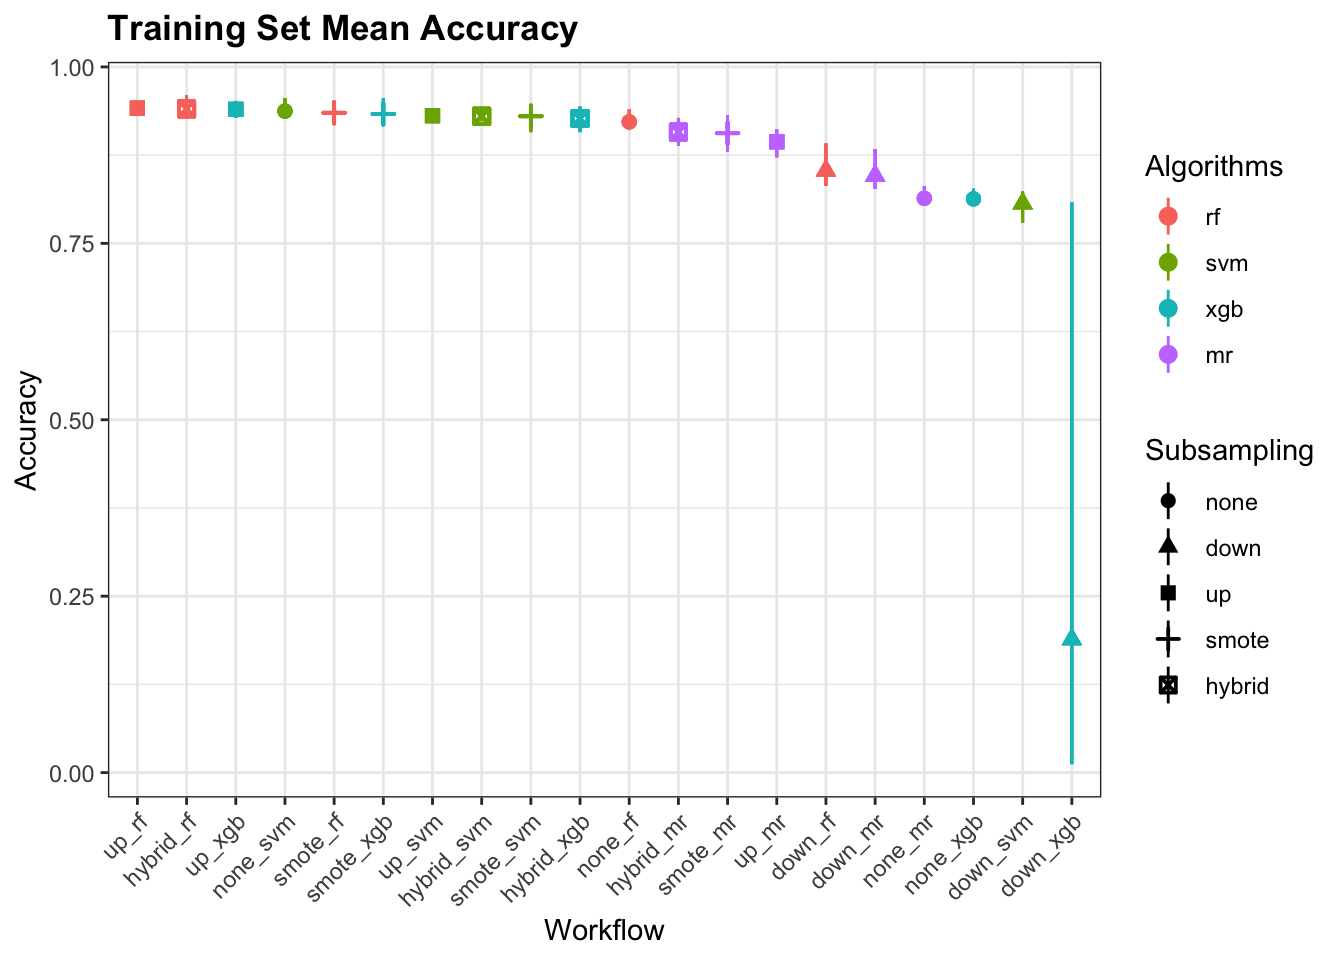 Training Set Mean Accuracy
1.00
0.75
0.50
0.25
0.00
Accuracy
up_rf
hybrid_rf
up_xgb
none_svm
smote_rf
smote_xgb
up_svm
hybrid_svm
smote_svm
hybrid_xgb
none_rf
hybrid_mr
smote_mr
up_mr
down_rf
down_mr
none_mr
none_xgb
down_svm
down_xgb
Workflow
Algorithms
rf
svm
xgb
mr
Subsampling
none
down
up
smote
hybrid